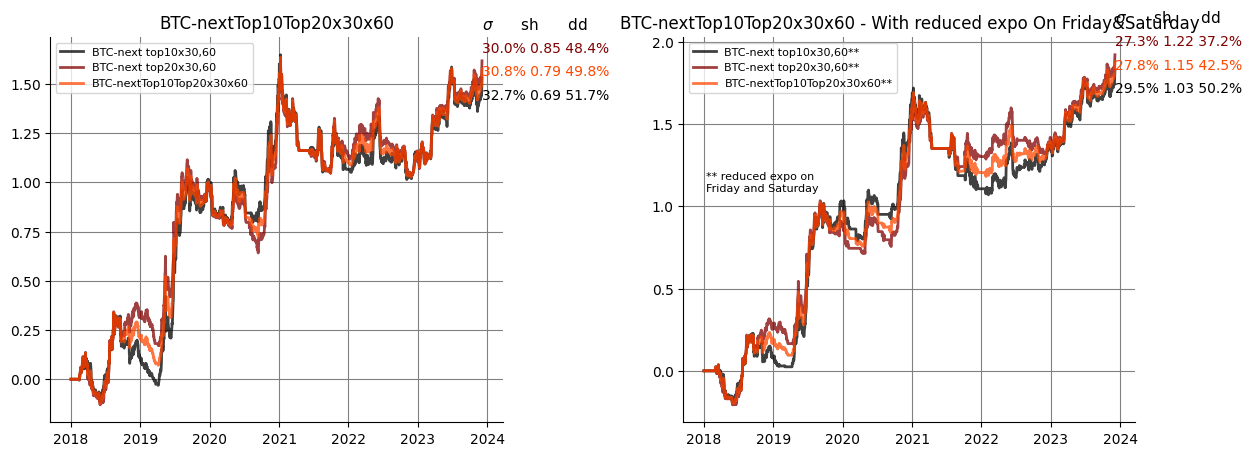 BTC-nextTop10Top20x30x60
σ sh dd
BTC-next top10x30,60
BTC-next top20x30,60
BTC-nextTop10Top20x30x60
30.0% 0.85 48.4%
30.8% 0.79 49.8%
32.7% 0.69 51.7%
1.50
1.25
1.00
0.75
0.50
0.25
0.00
2018 2019 2020 2021 2022 2023 2024
BTC-nextTop10Top20x30x60 - With reduced expo On Friday&Saturday
σ sh dd
BTC-next top10x30,60**
BTC-next top20x30,60**
BTC-nextTop10Top20x30x60**
27.3% 1.22 37.2%
27.8% 1.15 42.5%
29.5% 1.03 50.2%
** reduced expo on
Friday and Saturday
2.0
1.5
1.0
0.5
0.0
2018 2019 2020 2021 2022 2023 2024